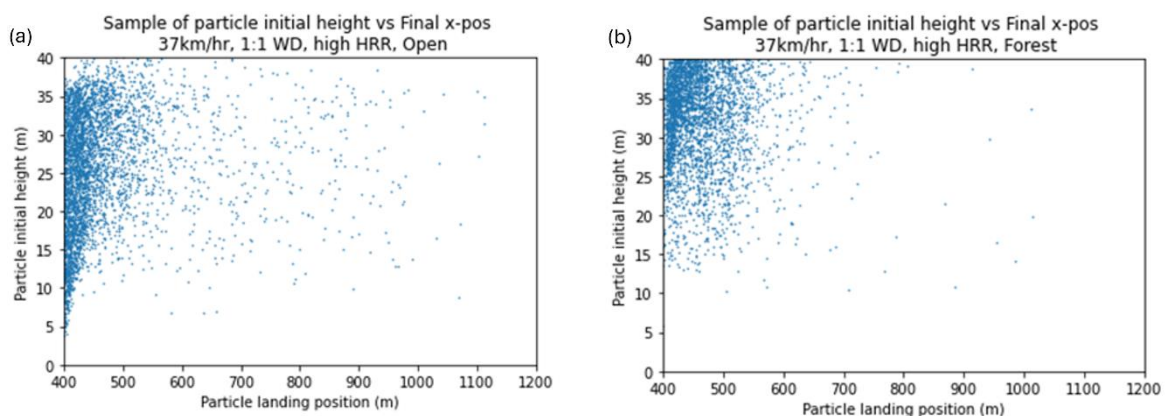 (a)
Sample of particle initial height vs Final x-pos
37km/hr, 1:1 WD, high HRR, Open
40
35
30
25
20
15
10
5
0
Particle initial height (m)
400 500 600 700 800 900 1000 1100 1200
Particle landing position (m)
(b)
Sample of particle initial height vs Final x-pos
37km/hr, 1:1 WD, high HRR, Forest
40
35
30
25
20
15
10
5
0
Particle initial height (m)
400 500 600 700 800 900 1000 1100 1200
Particle landing position (m)